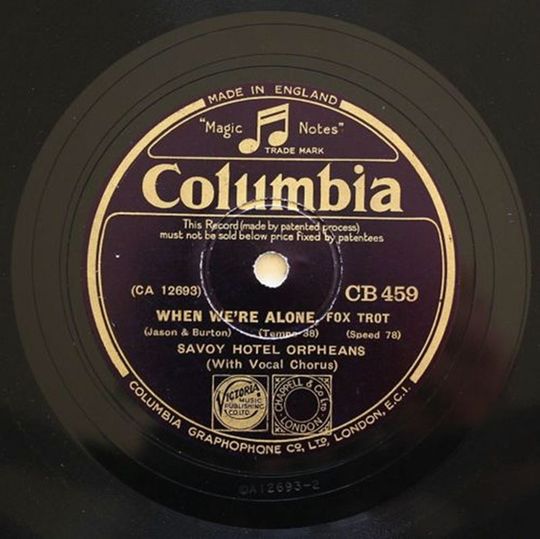 MADE IN ENGLAND
"Magic Notes"
TRADE MARK
Columbia
This Record (made by patented process)
must not be sold below price fixed by patentees
(CA 12693) CB 459
WHEN WE'RE ALONE. FOX TROT
(Jason & Burton) (Tempo 38) (Speed 78)
SAVOY HOTEL ORPHEANS
(With Vocal Chorus)
VICTORIA
MUSIC
PUBLISHING
CO LTD.
CHAPPELL & Co Ltd
LONDON
COLUMBIA GRAPHOPHONE Co, LTD, LONDON, E.C.1.
CA12693-2